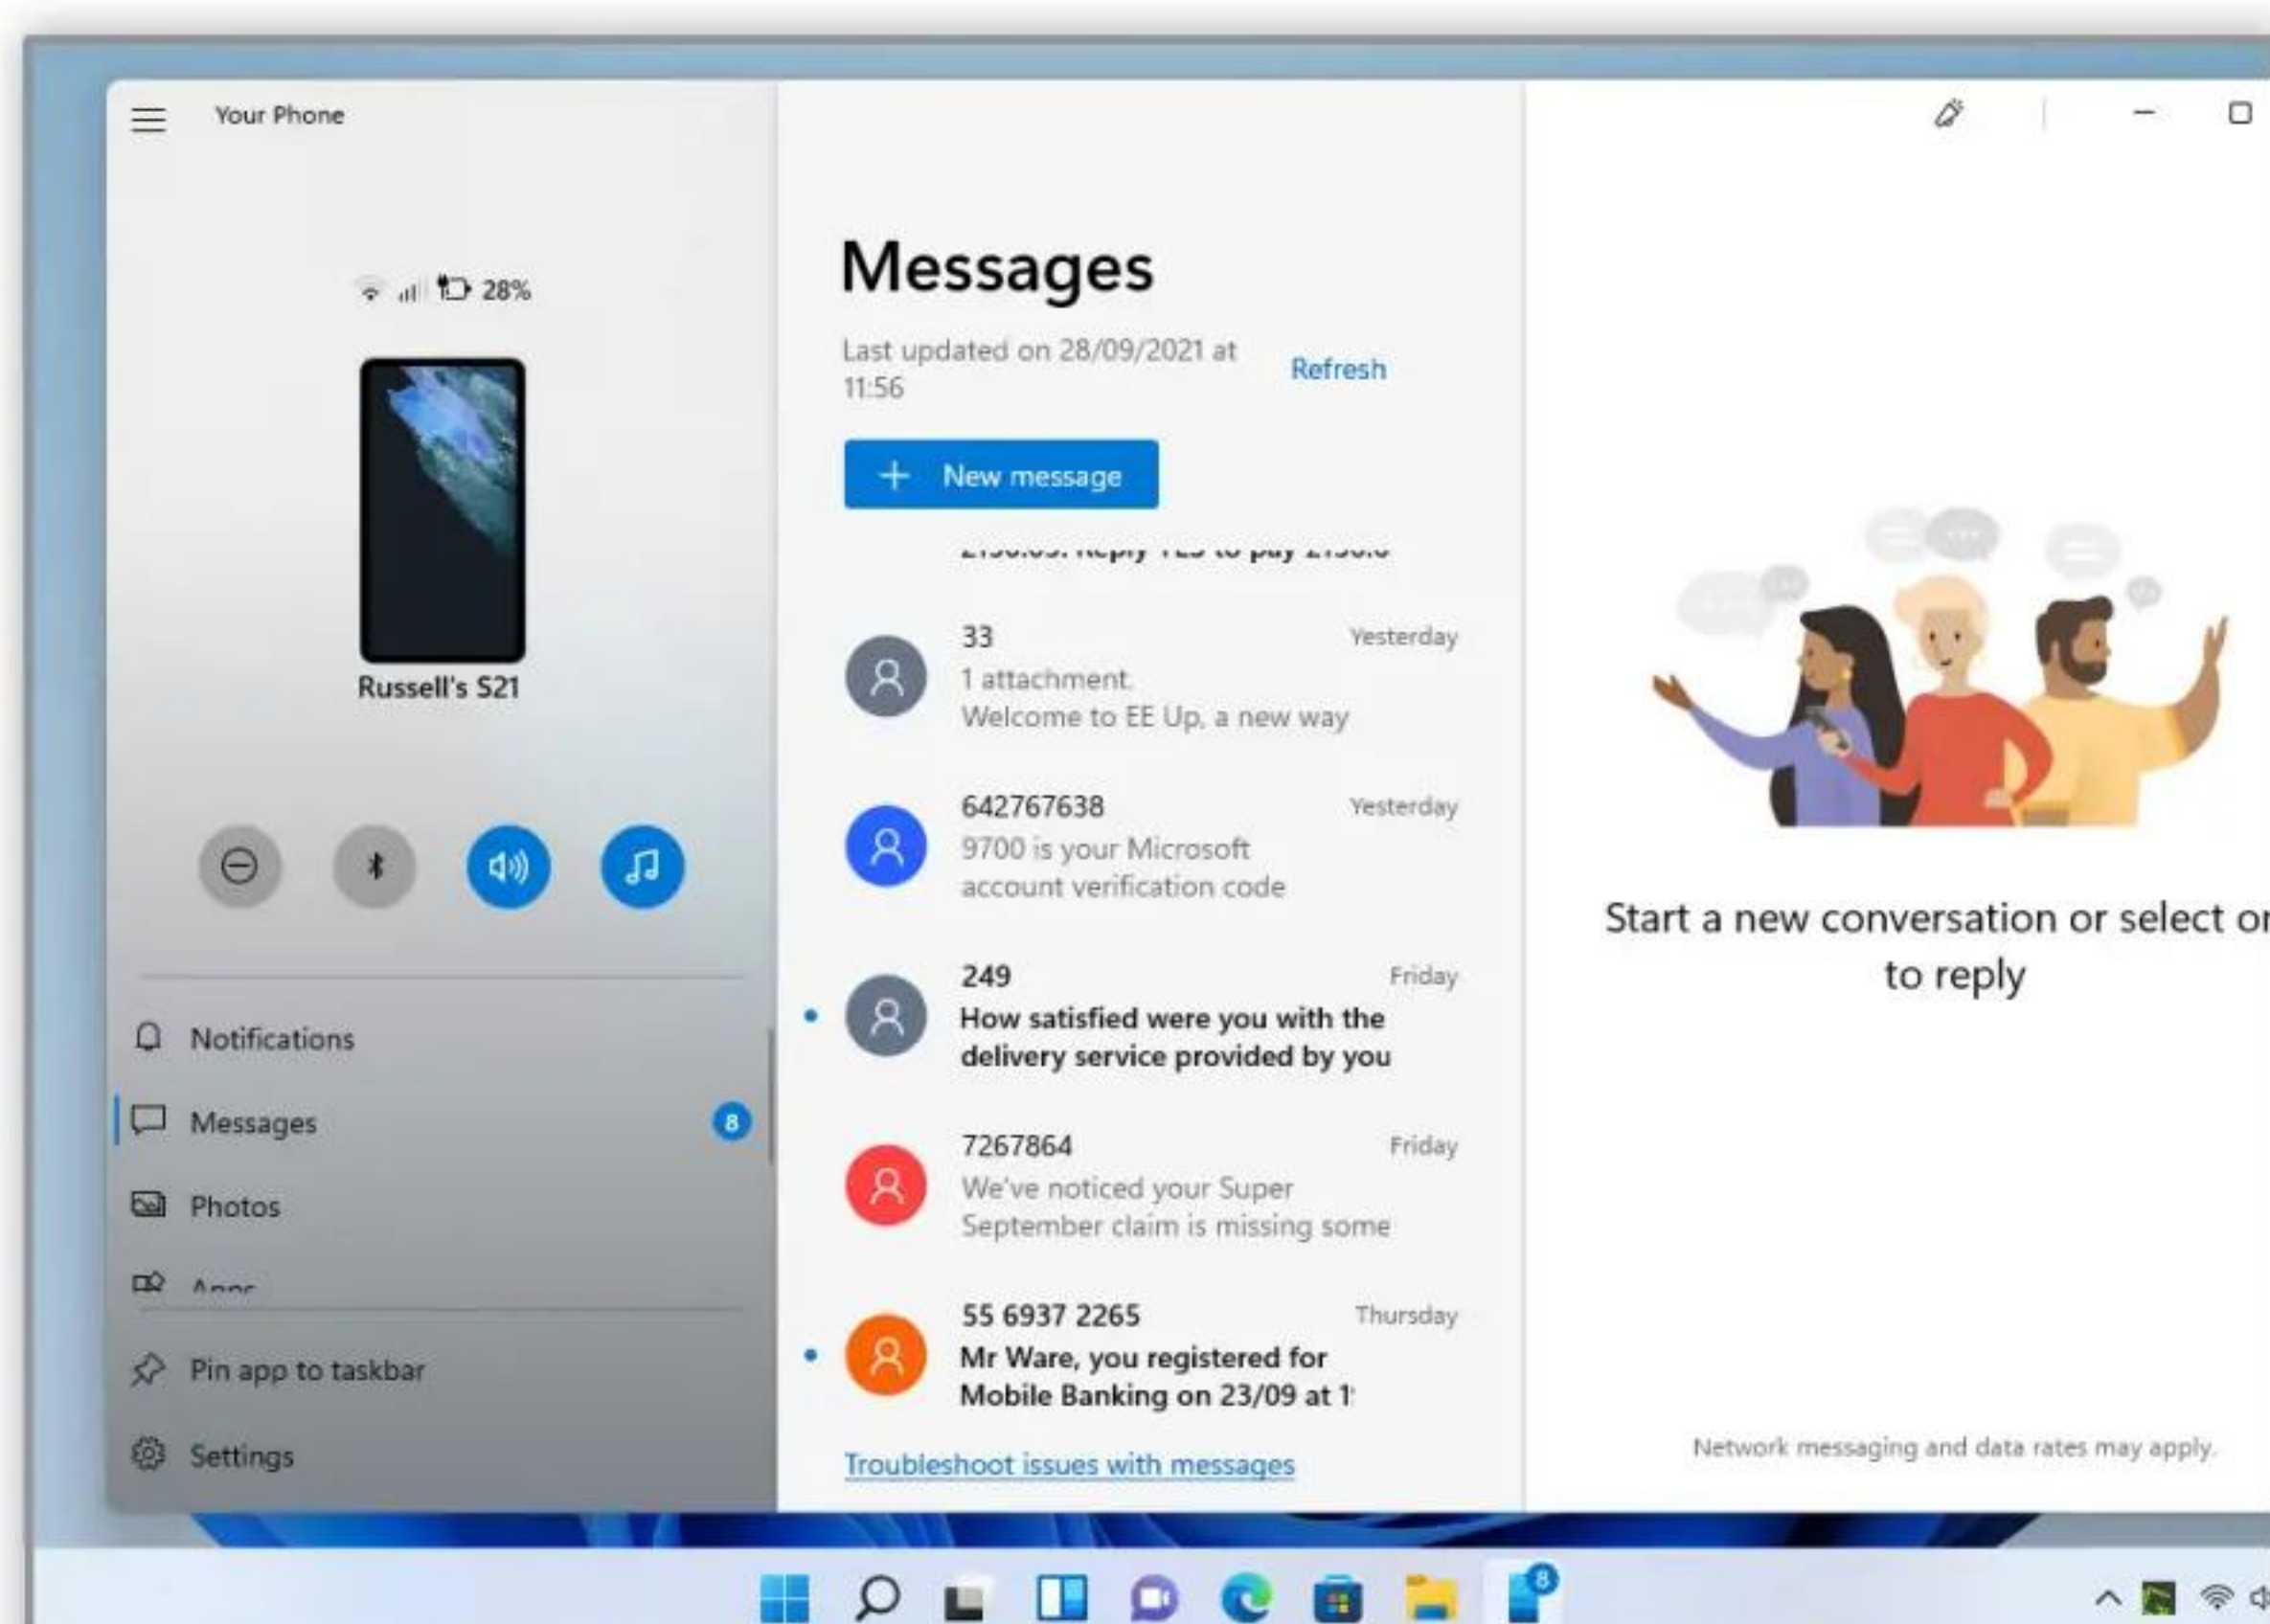 Your Phone
28%
Russell's S21
Notifications
Messages
8
Photos
Apps
Pin app to taskbar
Settings
Messages
Last updated on 28/09/2021 at
11:56
Refresh
+ New message
Reply YES to pay
33
Yesterday
1 attachment.
Welcome to EE Up, a new way
642767638
Yesterday
9700 is your Microsoft
account verification code
249
Friday
How satisfied were you with the
delivery service provided by you
7267864
Friday
We've noticed your Super
September claim is missing some
55 6937 2265
Thursday
Mr Ware, you registered for
Mobile Banking on 23/09 at 1
Troubleshoot issues with messages
Start a new conversation or select
to reply
Network messaging and data rates may apply.
8